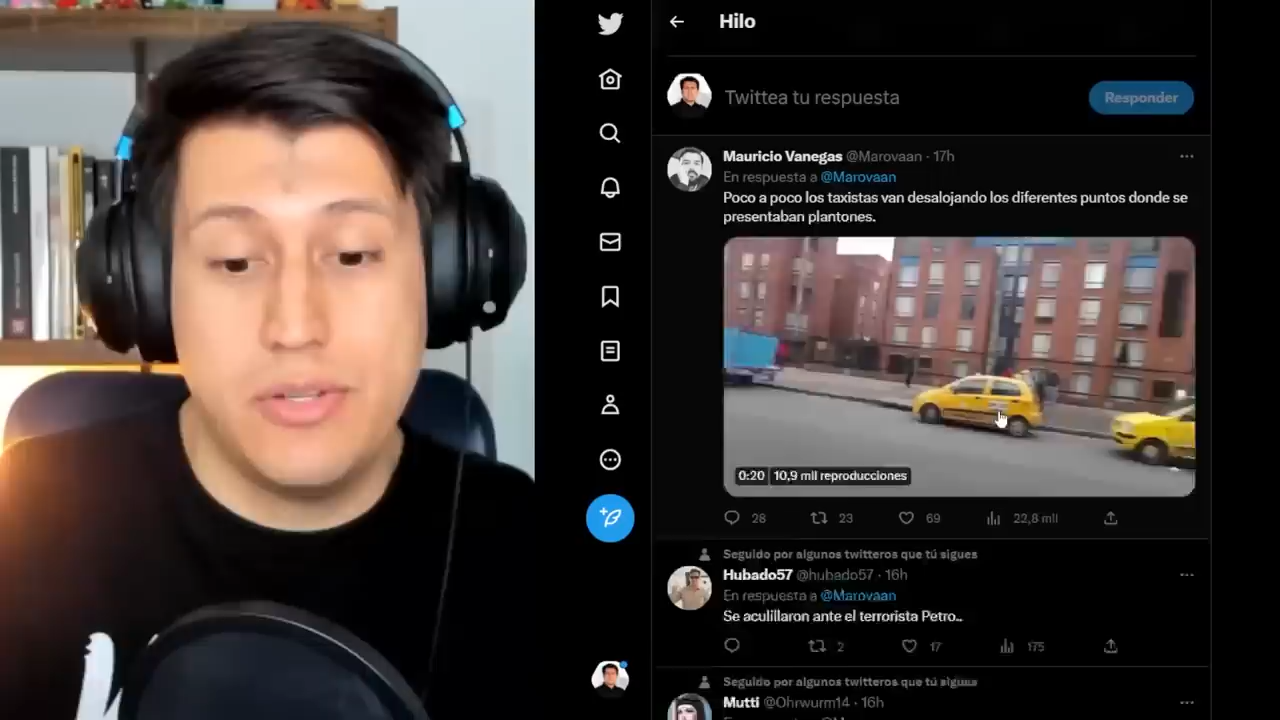 Hilo
Twittea tu respuesta
Responder
Mauricio Vanegas @Marovaan · 17h
En respuesta a @Marovaan
Poco a poco los taxistas van desalojando los diferentes puntos donde se
presentaban plantones.
0:20 10,9 mil reproducciones
28 23 69 22,8 mil
Seguido por algunos twitteros que tú sigues
Hubado57 @hubado57 · 16h
En respuesta a @Marovaan
Se aculillaron ante el terrorista Petro..
2 17 175
Seguido por algunos twitteros que tú sigues
Mutti @Ohrwurm14 · 16h